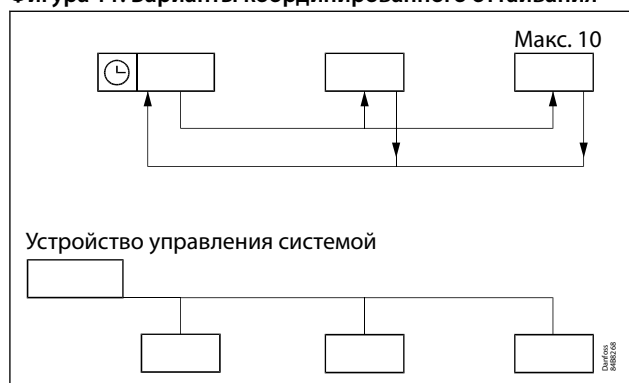 Фигура 11: Варианты координированного оттаивания
Макс. 10
Устройство управления системой
Danfoss
84B8268